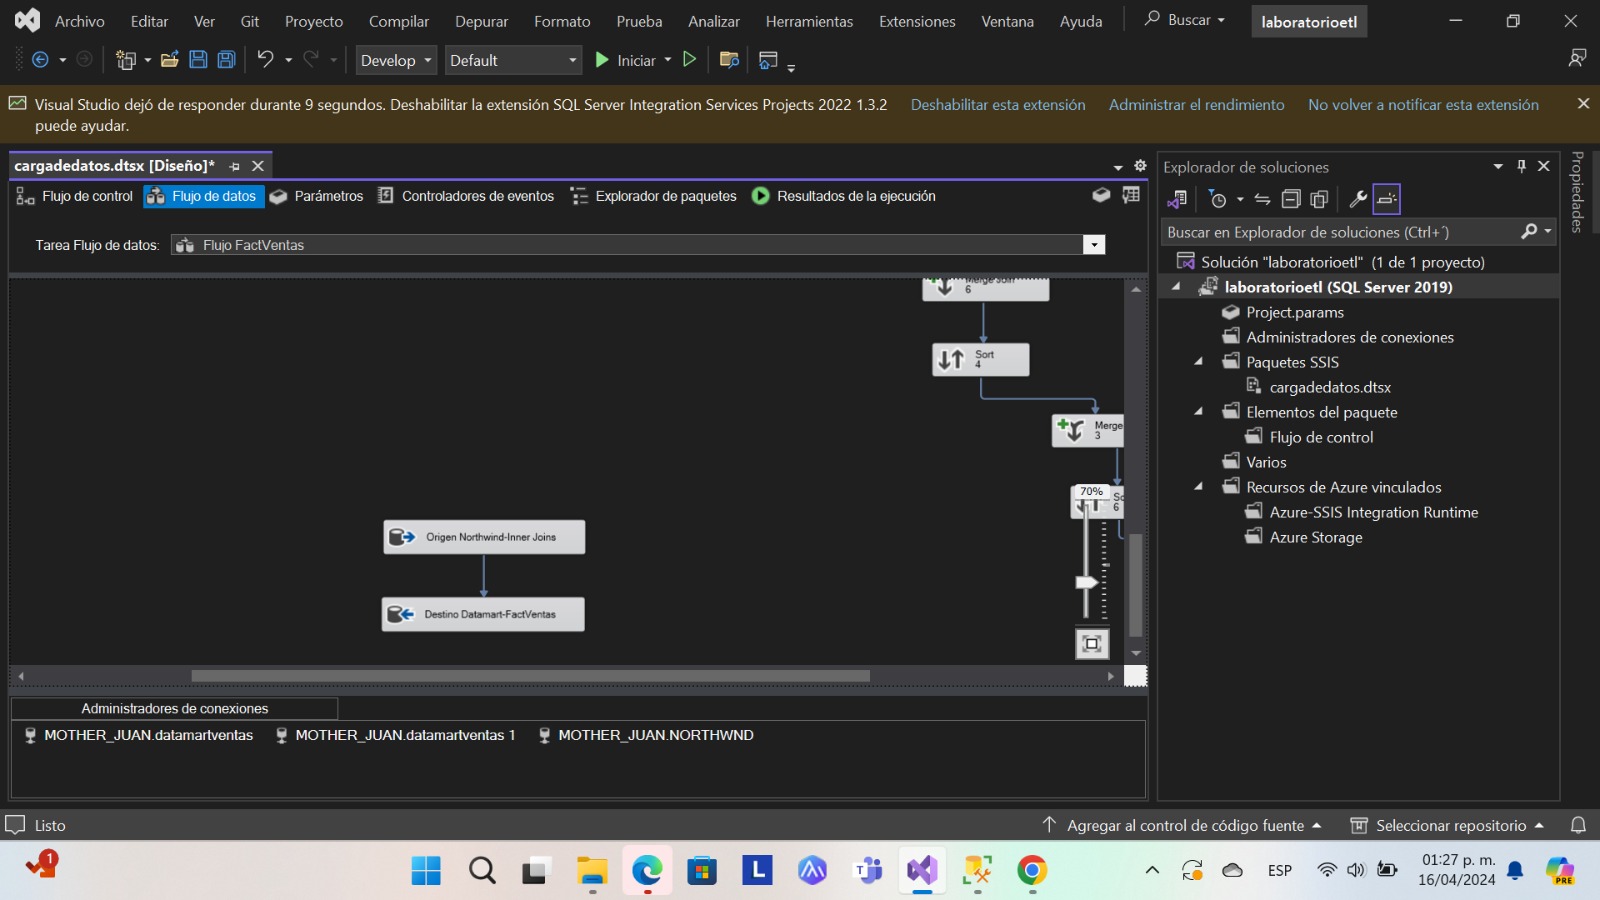 Archivo Editar Ver Git Proyecto Compilar Depurar Formato Prueba Analizar Herramientas Extensiones Ventana Ayuda Buscar laboratorioetl
Develop Default Iniciar
Visual Studio dejó de responder durante 9 segundos. Deshabilitar la extensión SQL Server Integration Services Projects 2022 1.3.2 Deshabilitar esta extensión Administrar el rendimiento No volver a notificar esta extensión
puede ayudar.
cargadedatos.dtsx [Diseño]*
Flujo de control Flujo de datos Parámetros Controladores de eventos Explorador de paquetes Resultados de la ejecución
Tarea Flujo de datos: Flujo FactVentas
Merge Join
6
Sort
4
Merge
3
70%
So
6
Origen Northwind-Inner Joins
Destino Datamart-FactVentas
Administradores de conexiones
MOTHER_JUAN.datamartventas MOTHER_JUAN.datamartventas 1 MOTHER_JUAN.NORTHWND
Explorador de soluciones
Buscar en Explorador de soluciones (Ctrl+´)
Solución "laboratorioetl" (1 de 1 proyecto)
laboratorioetl (SQL Server 2019)
Project.params
Administradores de conexiones
Paquetes SSIS
cargadedatos.dtsx
Elementos del paquete
Flujo de control
Varios
Recursos de Azure vinculados
Azure-SSIS Integration Runtime
Azure Storage
Propiedades
Listo Agregar al control de código fuente Seleccionar repositorio
1
L
T
ESP
01:27 p. m.
16/04/2024
PRE